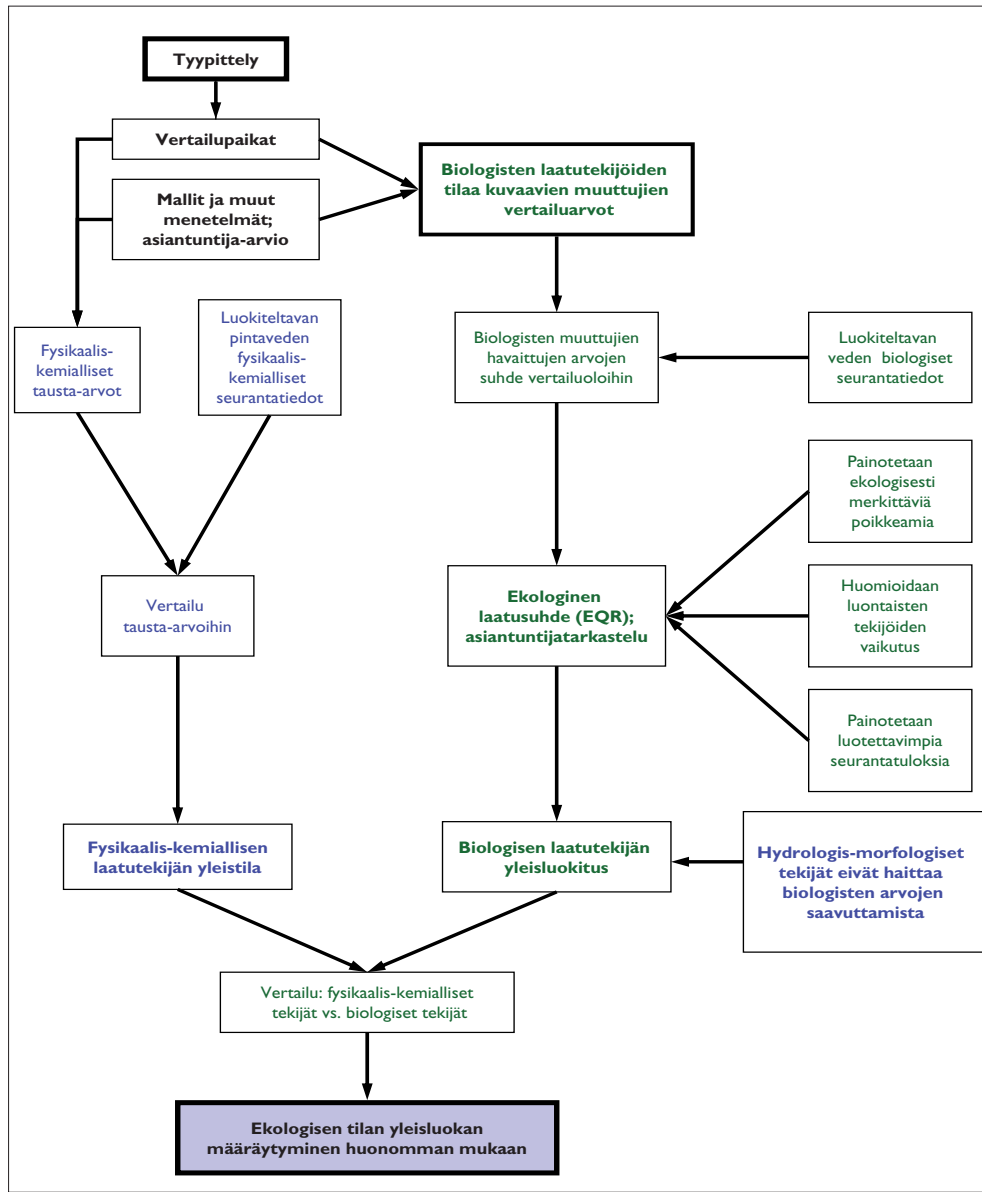 Tyypittely
Vertailupaikat
Mallit ja muut
menetelmät;
asiantuntija-arvio
Biologisten laatutekijöiden
tilaa kuvaavien muuttujien
vertailuarvot
Fysikaalis-
kemialliset
tausta-arvot
Luokiteltavan
pintaveden
fysikaalis-
kemialliset
seurantatiedot
Biologisten muuttujien
havaittujen arvojen
suhde vertailuoloihin
Luokiteltavan
veden biologiset
seurantatiedot
Painotetaan
ekologisesti
merkittäviä
poikkeamia
Vertailu
tausta-arvoihin
Ekologinen
laatusuhde (EQR);
asiantuntijatarkastelu
Huomioidaan
luontaisten
tekijöiden
vaikutus
Painotetaan
luotettavimpia
seurantatuloksia
Fysikaalis-kemiallisen
laatutekijän yleistila
Biologisen laatutekijän
yleisluokitus
Hydrologis-morfologiset
tekijät eivät haittaa
biologisten arvojen
saavuttamista
Vertailu: fysikaalis-kemialliset
tekijät vs. biologiset tekijät
Ekologisen tilan yleisluokan
määräytyminen huonomman mukaan